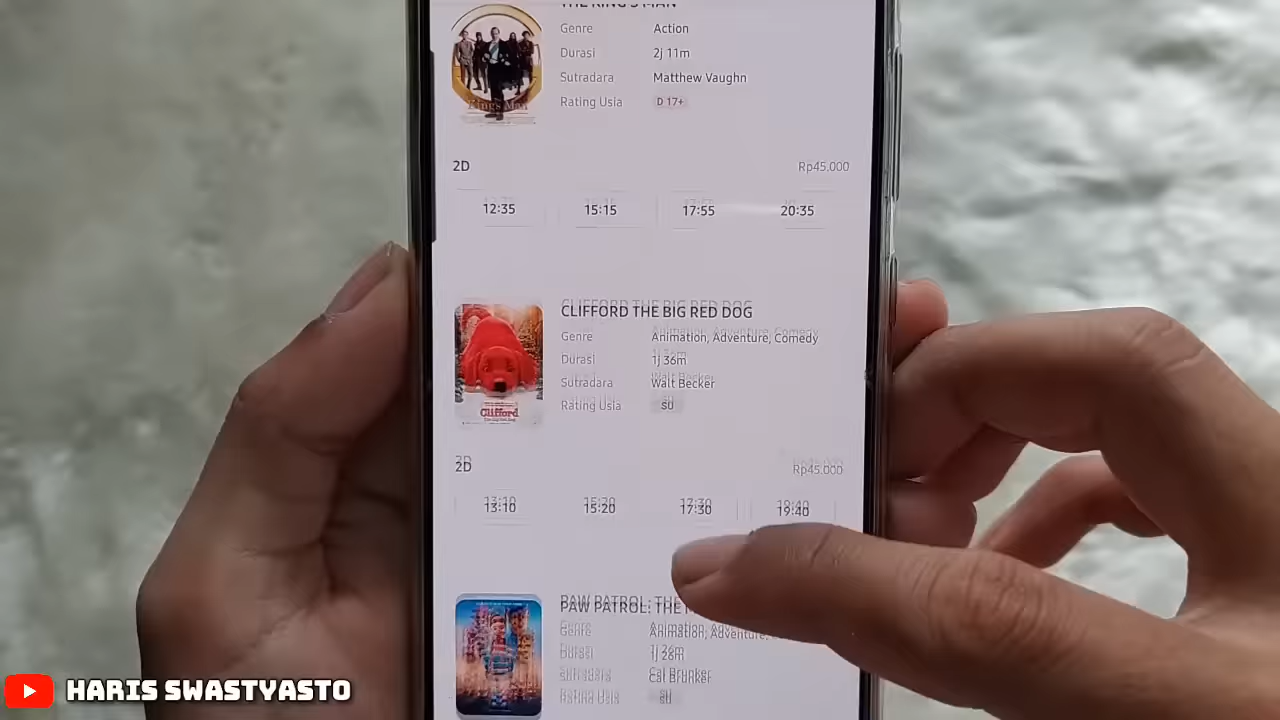 THE KING'S MAN
Genre Action
Durasi 2j 11m
Sutradara Matthew Vaughn
Rating Usia D 17+
2D Rp45.000
12:35 15:15 17:55 20:35
CLIFFORD THE BIG RED DOG
Genre Animation, Adventure, Comedy
Durasi 1j 36m
Sutradara Walt Becker
Rating Usia SU
Clifford
2D Rp45.000
13:10 15:20 17:30 19:40
PAW PATROL: THE
Genre Animation, Adventure,
Durasi 1j 26m
Sutradara Cal Brunker
Rating Usia SU
HARIS SWASTYASTO